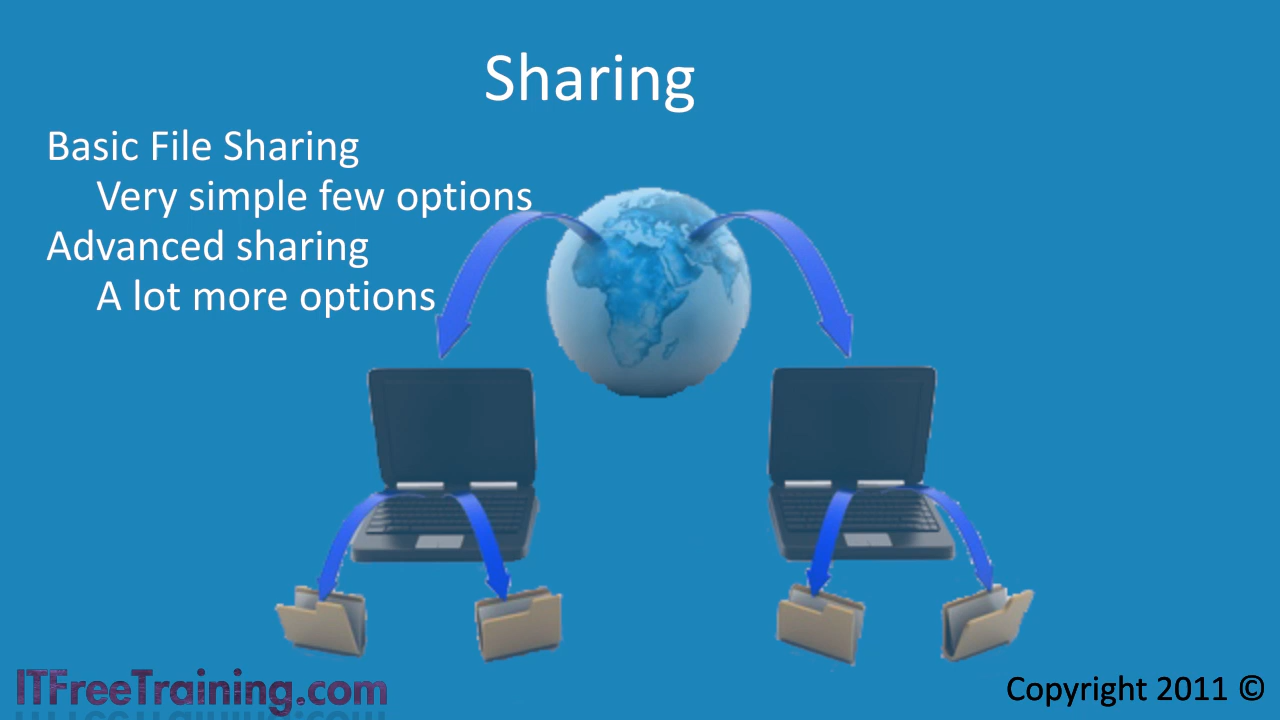 Sharing
Basic File Sharing
Very simple few options
Advanced sharing
A lot more options
ITFreeTraining.com
Copyright 2011 ©